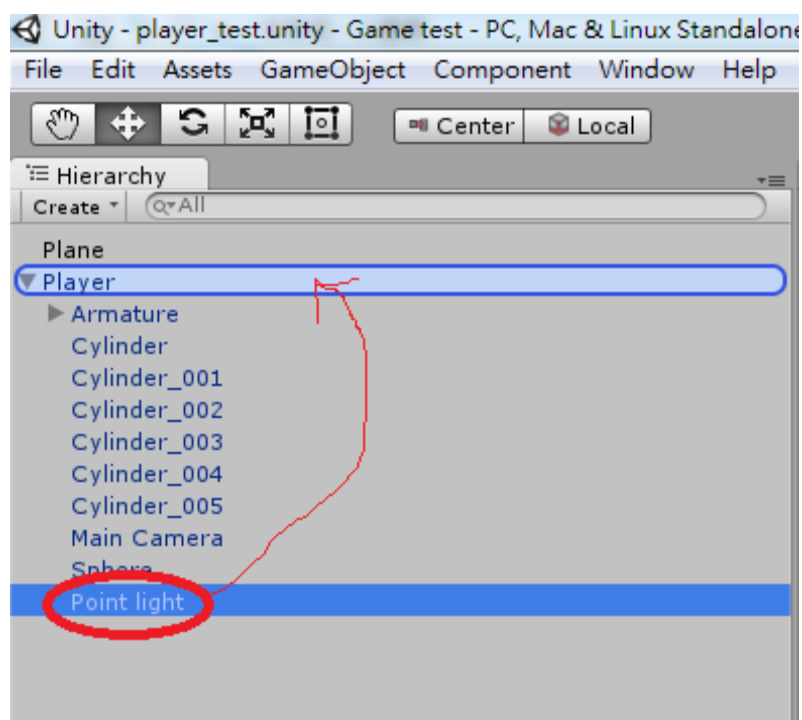 Unity - player_test.unity - Game test - PC, Mac & Linux Standalone
File Edit Assets GameObject Component Window Help
Center Local
Hierarchy
Create All
Plane
Player
Armature
Cylinder
Cylinder_001
Cylinder_002
Cylinder_003
Cylinder_004
Cylinder_005
Main Camera
Sphere
Point light